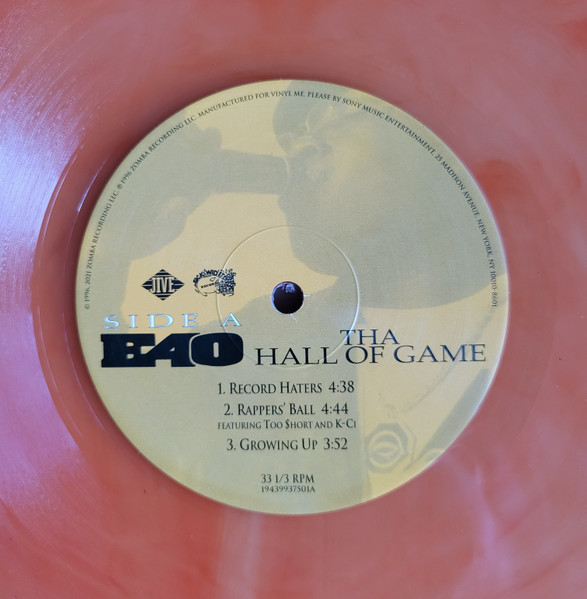 © 1996, 2021 ZOMBA RECORDING LLC. ℗ 1996 ZOMBA RECORDING LLC. MANUFACTURED FOR VINYL ME, PLEASE BY SONY MUSIC ENTERTAINMENT, 25 MADISON AVENUE, NEW YORK, NY 10010-8601.
JIVE
SIDE A
E-40
THA
HALL OF GAME
1. RECORD HATERS 4:38
2. RAPPERS' BALL 4:44
FEATURING TOO $HORT AND K-CI
3. GROWING UP 3:52
33 1/3 RPM
19439937501A